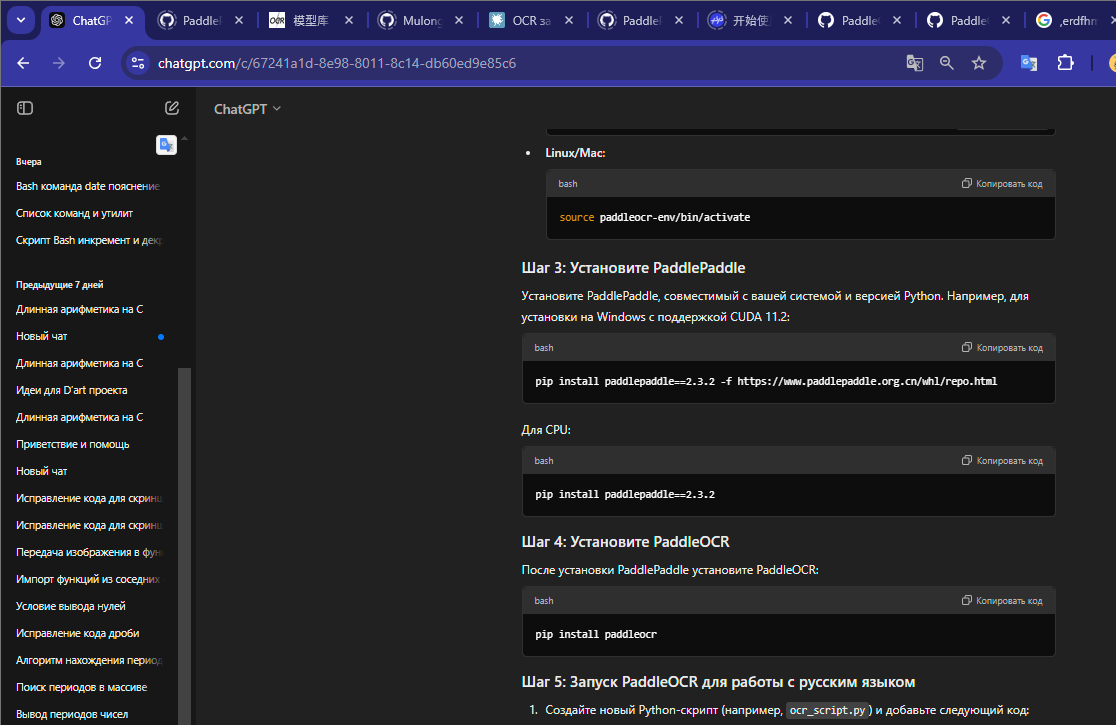 ChatGP
Paddle
模型库
Mulong
OCR за
PaddleF
开始使
Paddle
Paddle
,erdfhm
chatgpt.com/c/67241a1d-8e98-8011-8c14-db60ed9e85c6
ChatGPT
Вчера
Bash команда date пояснение
Список команд и утилит
Скрипт Bash инкремент и декр
Предыдущие 7 дней
Длинная арифметика на C
Новый чат
Длинная арифметика на C
Идеи для D'art проекта
Длинная арифметика на C
Приветствие и помощь
Новый чат
Исправление кода для скринш
Исправление кода для скринш
Передача изображения в фун
Импорт функций из соседних
Условие вывода нулей
Исправление кода дроби
Алгоритм нахождения период
Поиск периодов в массиве
Вывод периодов чисел
• Linux/Mac:
bash Копировать код
source paddleocr-env/bin/activate
Шаг 3: Установите PaddlePaddle
Установите PaddlePaddle, совместимый с вашей системой и версией Python. Например, для
установки на Windows с поддержкой CUDA 11.2:
bash Копировать код
pip install paddlepaddle==2.3.2 -f https://www.paddlepaddle.org.cn/whl/repo.html
Для CPU:
bash Копировать код
pip install paddlepaddle==2.3.2
Шаг 4: Установите PaddleOCR
После установки PaddlePaddle установите PaddleOCR:
bash Копировать код
pip install paddleocr
Шаг 5: Запуск PaddleOCR для работы с русским языком
1. Создайте новый Python-скрипт (например, ocr_script.py) и добавьте следующий код: